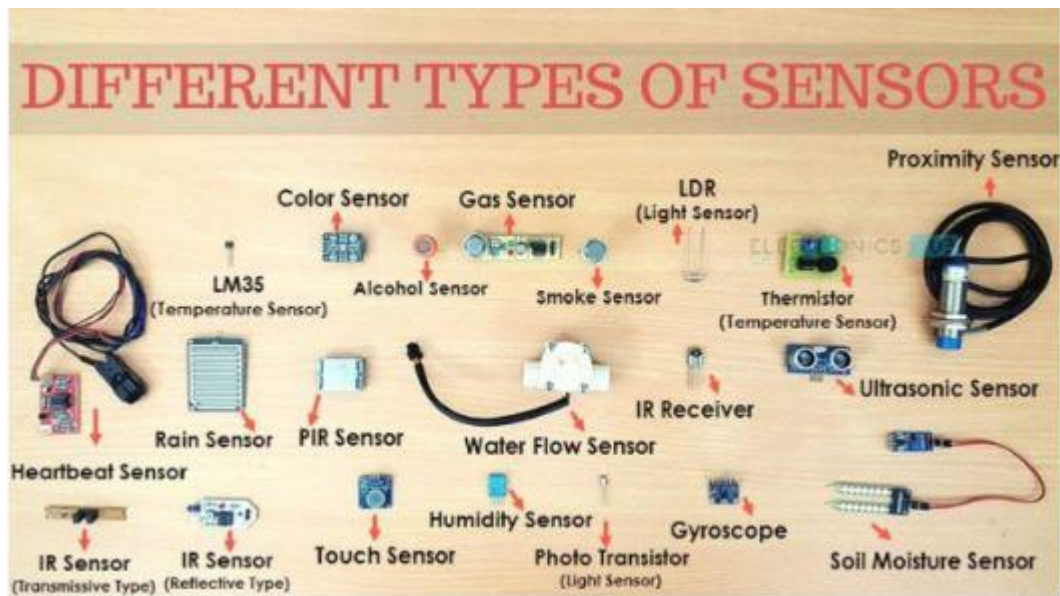 DIFFERENT TYPES OF SENSORS
Proximity Sensor
Color Sensor
Gas Sensor
LDR
(Light Sensor)
LM35
(Temperature Sensor)
Alcohol Sensor
Smoke Sensor
Thermistor
(Temperature Sensor)
Heartbeat Sensor
Rain Sensor
PIR Sensor
Water Flow Sensor
IR Receiver
Ultrasonic Sensor
IR Sensor
(Transmissive Type)
IR Sensor
(Reflective Type)
Touch Sensor
Humidity Sensor
Photo Transistor
(Light Sensor)
Gyroscope
Soil Moisture Sensor